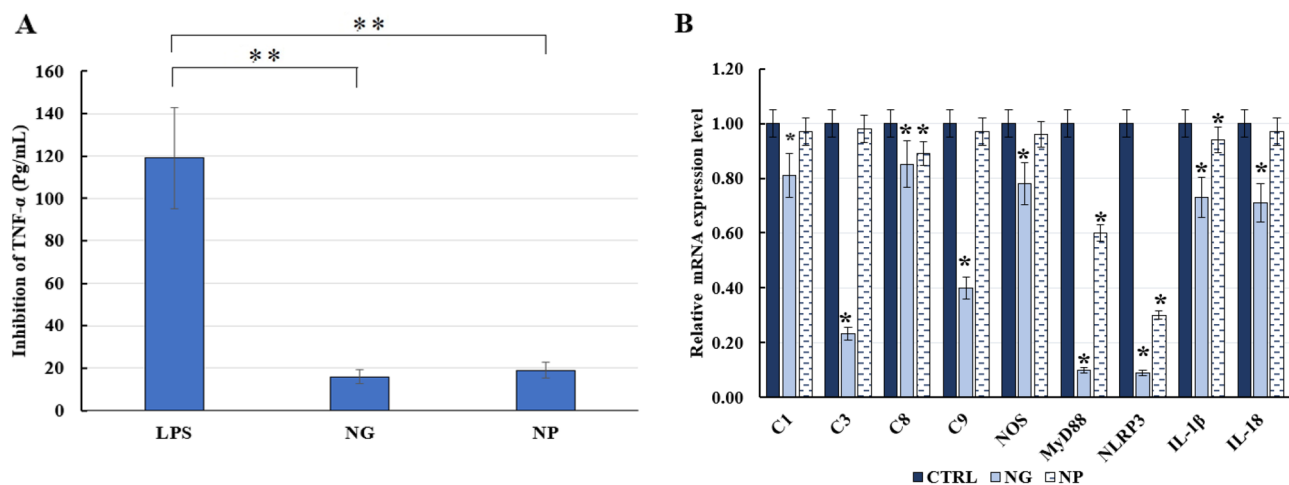 A
**
**
Inhibition of TNF-α (Pg/mL)
160
140
120
100
80
60
40
20
0
LPS NG NP
B
Relative mRNA expression level
1.20
1.00
0.80
0.60
0.40
0.20
0.00
* * * * * * * * * * * * *
C1 C3 C8 C9 NOS MyD88 NLRP3 IL-1β IL-18
CTRL NG NP